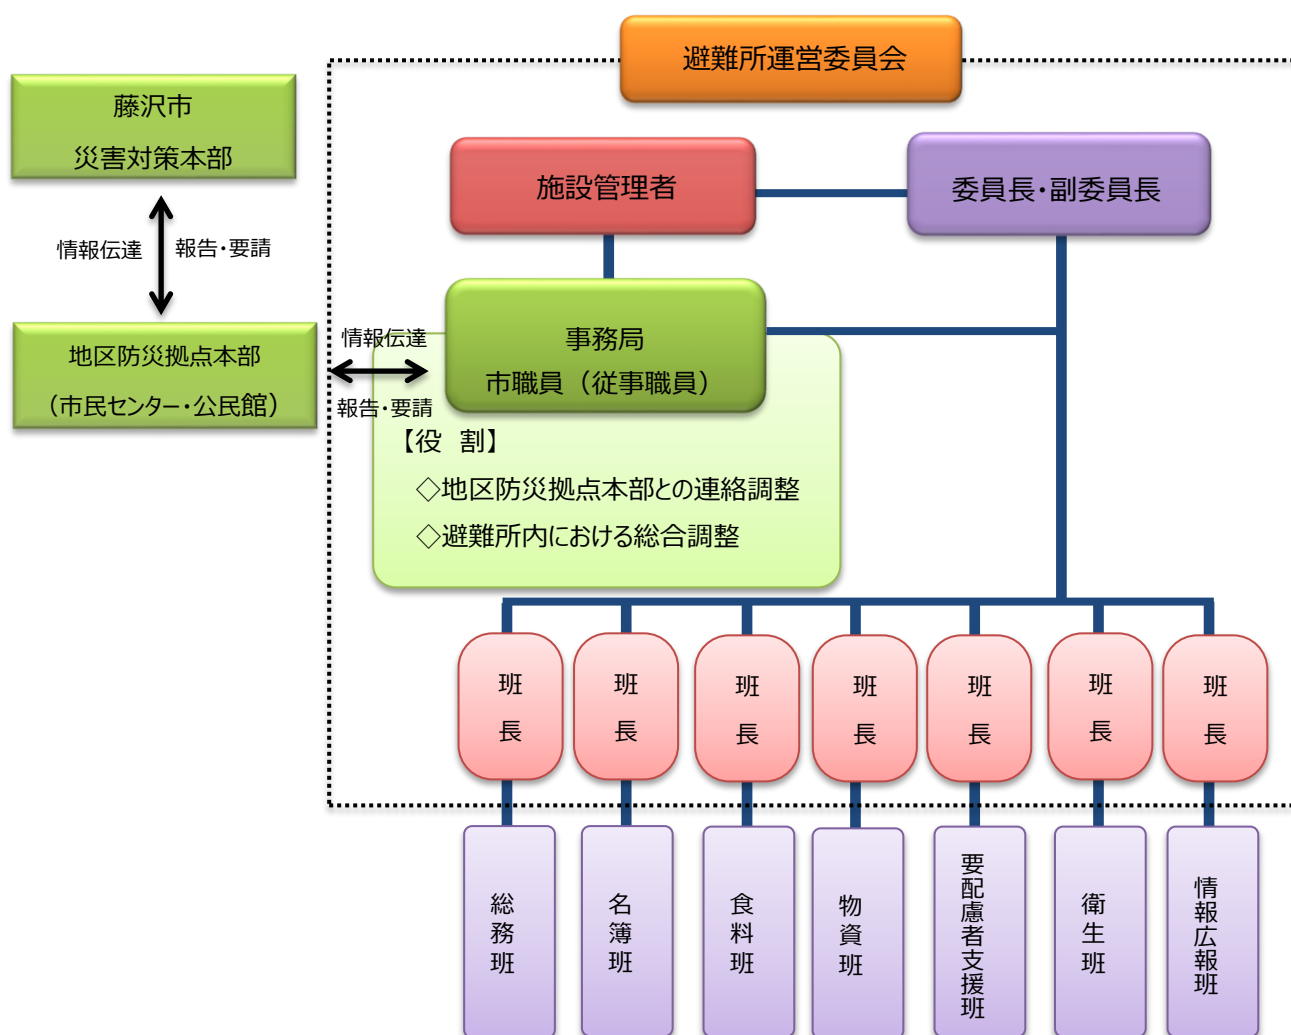 避難所運営委員会
藤沢市
災害対策本部
施設管理者
委員長・副委員長
情報伝達
報告・要請
地区防災拠点本部
（市民センター・公民館）
情報伝達
報告・要請
事務局
市職員（従事職員）
【役　割】
◇地区防災拠点本部との連絡調整
◇避難所内における総合調整
班長
班長
班長
班長
班長
班長
班長
総務班
名簿班
食料班
物資班
要配慮者支援班
衛生班
情報広報班